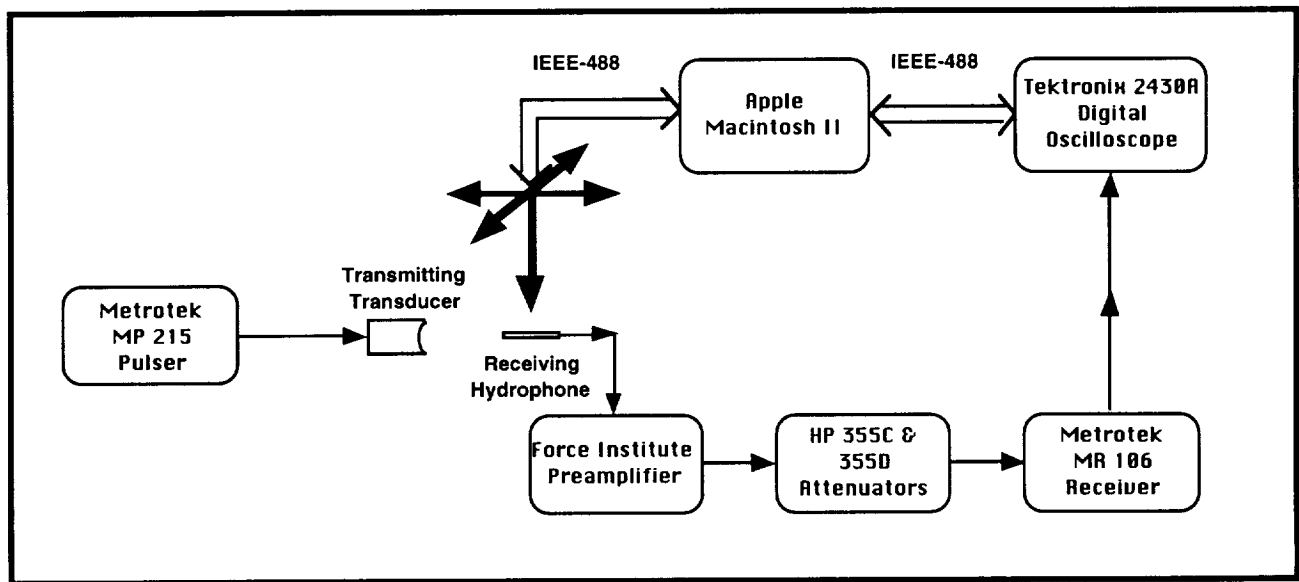 IEEE-488
Apple
Macintosh II
IEEE-488
Tektronix 2430A
Digital
Oscilloscope
Transmitting
Transducer
Metrotek
MP 215
Pulser
Receiving
Hydrophone
Force Institute
Preamplifier
HP 355C &
355D
Attenuators
Metrotek
MR 106
Receiver